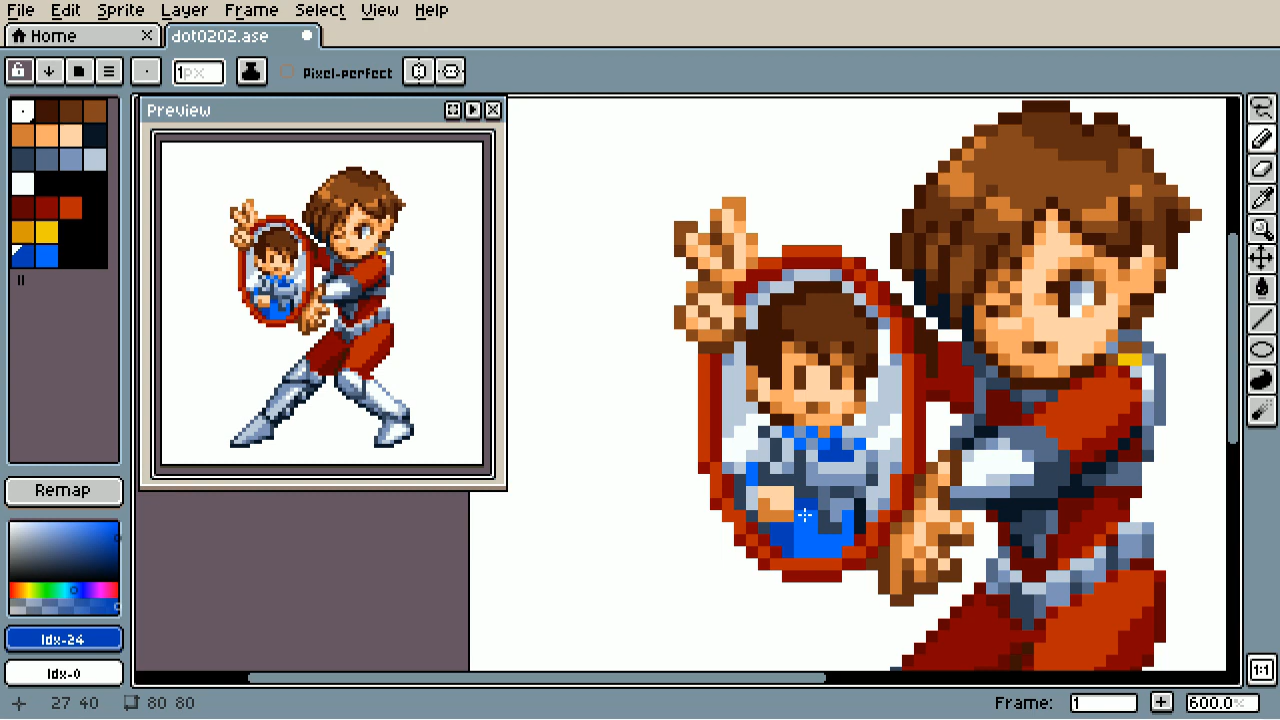 File Edit Sprite Layer Frame Select View Help
Home dot0202.ase
1px Pixel-perfect
Preview
Remap
Idx-24
Idx-0
27 40 80 80 Frame: 1 600.0%
1:1